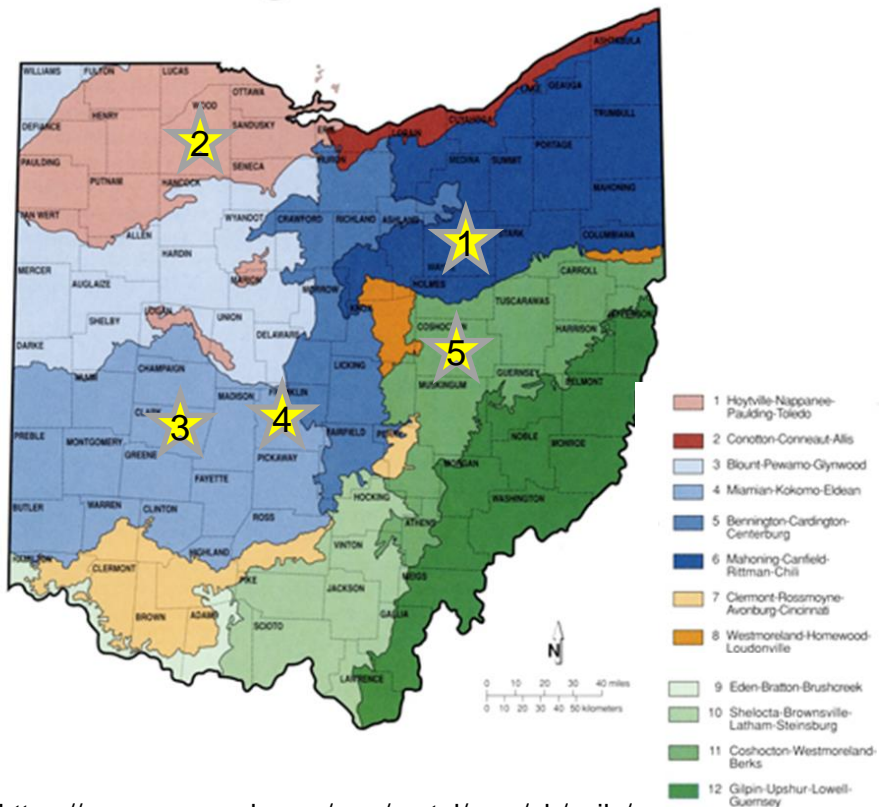 ASHTABULA
WILLIAMS
FULTON
LUCAS
OTTAWA
LAKE
GEAUGA
WOOD
HENRY
SANDUSKY
ERIE
CUYAHOGA
TRUMBULL
DEFIANCE
LORAIN
2
PORTAGE
PAULDING
SENECA
HURON
MEDINA
SUMMIT
PUTNAM
HANCOCK
MAHONING
VAN WERT
WYANDOT
CRAWFORD
RICHLAND
ASHLAND
ALLEN
1
STARK
COLUMBIANA
HARDIN
MERCER
MARION
CARROLL
AUGLAIZE
MORROW
HOLMES
LOGAN
KNOX
TUSCARAWAS
SHELBY
UNION
JEFFERSON
DELAWARE
COSHOCTON
HARRISON
DARKE
5
CHAMPAIGN
LICKING
GUERNSEY
MIAMI
MUSKINGUM
BELMONT
MADISON
FRANKLIN
CLARK
3
4
PREBLE
MONTGOMERY
FAIRFIELD
PERRY
NOBLE
MONROE
GREENE
PICKAWAY
MORGAN
FAYETTE
HOCKING
WASHINGTON
BUTLER
WARREN
CLINTON
ROSS
ATHENS
VINTON
HIGHLAND
HAMILTON
CLERMONT
PIKE
MEIGS
JACKSON
BROWN
ADAMS
SCIOTO
GALLIA
LAWRENCE
N
0 10 20 30 40 miles
0 10 20 30 40 50 kilometers
1 Hoytville-Nappanee-
Paulding-Toledo
2 Conotton-Conneaut-Allis
3 Blount-Pewamo-Glynwood
4 Miamian-Kokomo-Eldean
5 Bennington-Cardington-
Centerburg
6 Mahoning-Canfield-
Rittman-Chili
7 Clermont-Rossmoyne-
Avonburg-Cincinnati
8 Westmoreland-Homewood-
Loudonville
9 Eden-Bratton-Brushcreek
10 Shelocta-Brownsville-
Latham-Steinsburg
11 Coshocton-Westmoreland-
Berks
12 Gilpin-Upshur-Lowell-
Guernsey